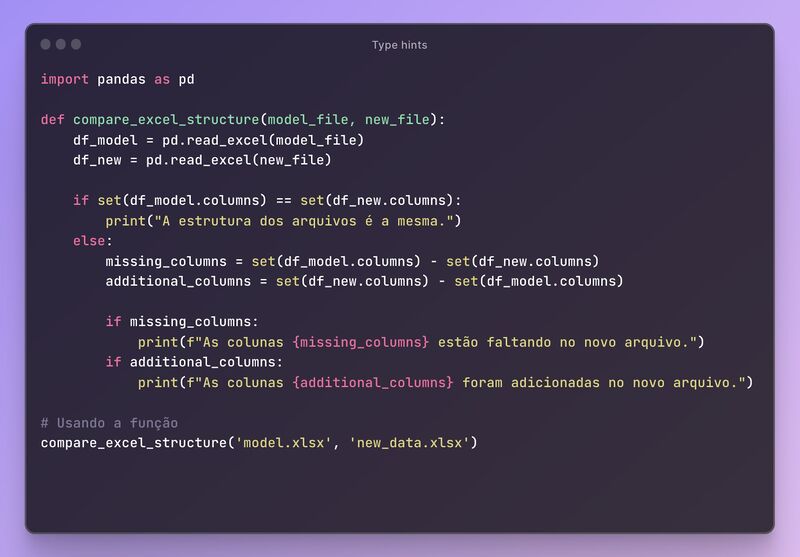 Type hints
import pandas as pd
def compare_excel_structure(model_file, new_file):
    df_model = pd.read_excel(model_file)
    df_new = pd.read_excel(new_file)
    if set(df_model.columns) == set(df_new.columns):
        print("A estrutura dos arquivos é a mesma.")
    else:
        missing_columns = set(df_model.columns) - set(df_new.columns)
        additional_columns = set(df_new.columns) - set(df_model.columns)
        if missing_columns:
            print(f"As colunas {missing_columns} estão faltando no novo arquivo.")
        if additional_columns:
            print(f"As colunas {additional_columns} foram adicionadas no novo arquivo.")
# Usando a função
compare_excel_structure('model.xlsx', 'new_data.xlsx')